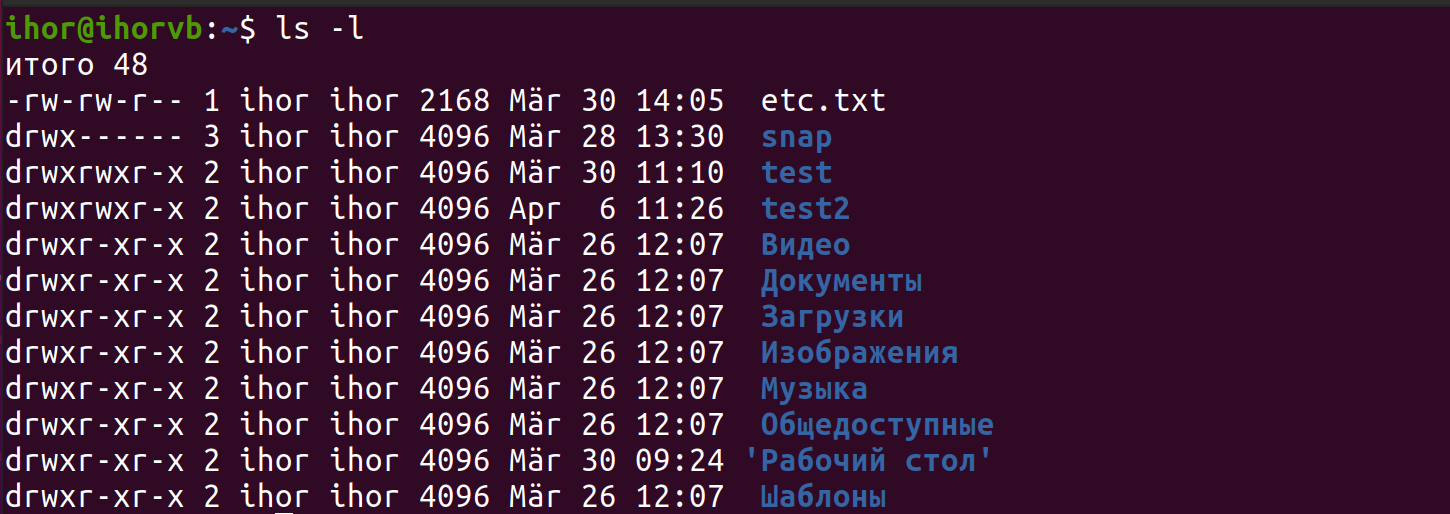 ihor@ihorvb:~$ ls -l
итого 48
-rw-rw-r-- 1 ihor ihor 2168 Mär 30 14:05  etc.txt
drwx------ 3 ihor ihor 4096 Mär 28 13:30  snap
drwxrwxr-x 2 ihor ihor 4096 Mär 30 11:10  test
drwxrwxr-x 2 ihor ihor 4096 Apr  6 11:26  test2
drwxr-xr-x 2 ihor ihor 4096 Mär 26 12:07  Видео
drwxr-xr-x 2 ihor ihor 4096 Mär 26 12:07  Документы
drwxr-xr-x 2 ihor ihor 4096 Mär 26 12:07  Загрузки
drwxr-xr-x 2 ihor ihor 4096 Mär 26 12:07  Изображения
drwxr-xr-x 2 ihor ihor 4096 Mär 26 12:07  Музыка
drwxr-xr-x 2 ihor ihor 4096 Mär 26 12:07  Общедоступные
drwxr-xr-x 2 ihor ihor 4096 Mär 30 09:24 'Рабочий стол'
drwxr-xr-x 2 ihor ihor 4096 Mär 26 12:07  Шаблоны